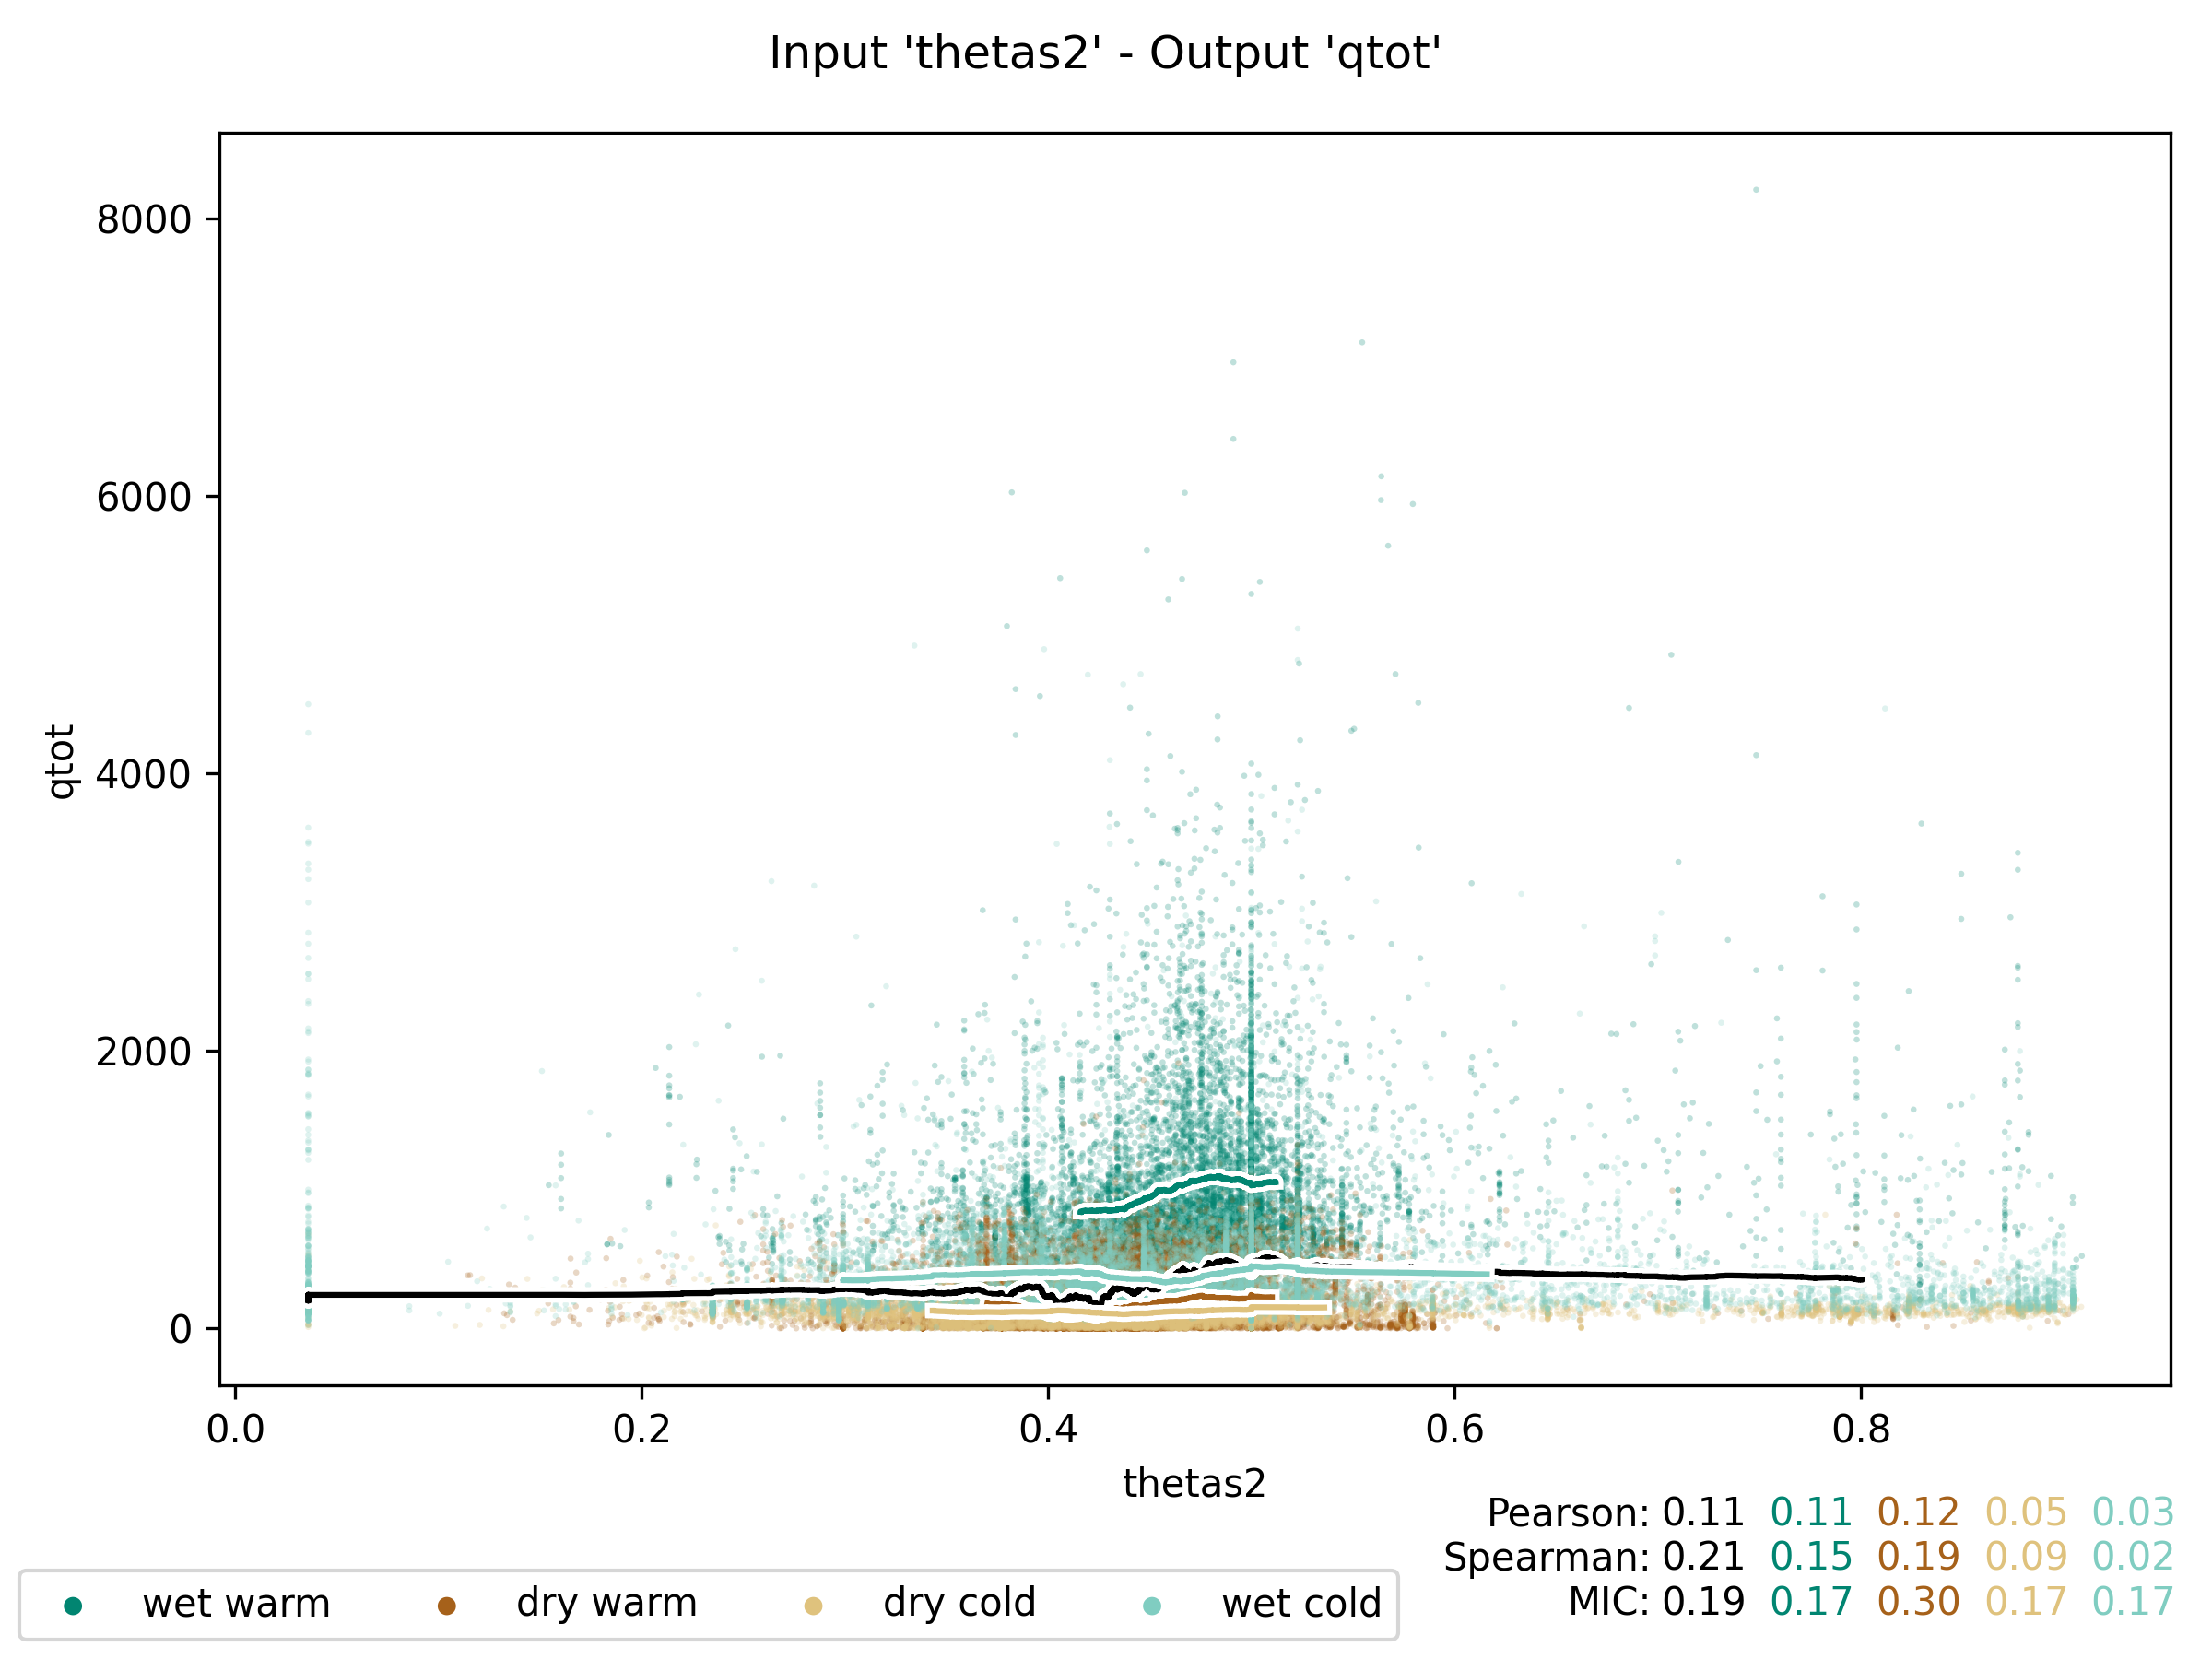 Input 'thetas2' - Output 'qtot'
8000
6000
4000
2000
0
qtot
0.0 0.2 0.4 0.6 0.8
thetas2
Pearson: 0.11 0.11 0.12 0.05 0.03
Spearman: 0.21 0.15 0.19 0.09 0.02
MIC: 0.19 0.17 0.30 0.17 0.17
wet warm dry warm dry cold wet cold